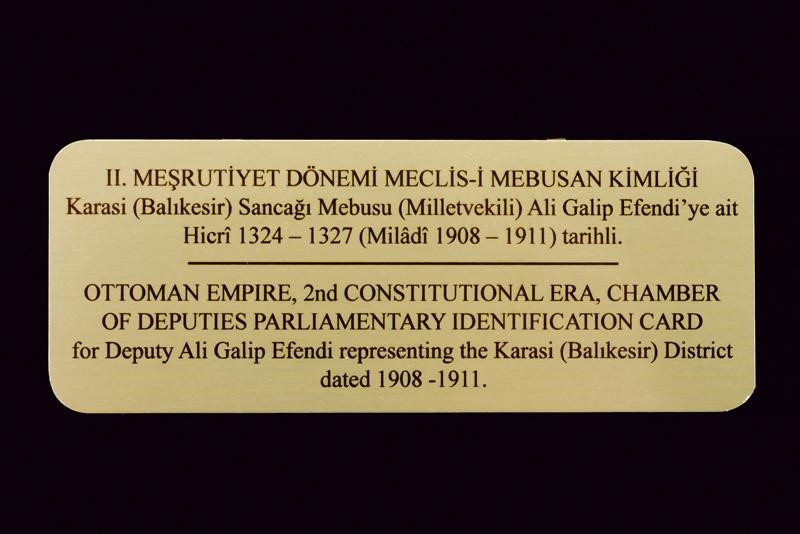 II. MEŞRUTİYET DÖNEMİ MECLİS-İ MEBUSAN KİMLİĞİ
Karasi (Balıkesir) Sancağı Mebusu (Milletvekili) Ali Galip Efendi’ye ait
Hicrî 1324 – 1327 (Milâdî 1908 – 1911) tarihli.
OTTOMAN EMPIRE, 2nd CONSTITUTIONAL ERA, CHAMBER
OF DEPUTIES PARLIAMENTARY IDENTIFICATION CARD
for Deputy Ali Galip Efendi representing the Karasi (Balıkesir) District
dated 1908 -1911.